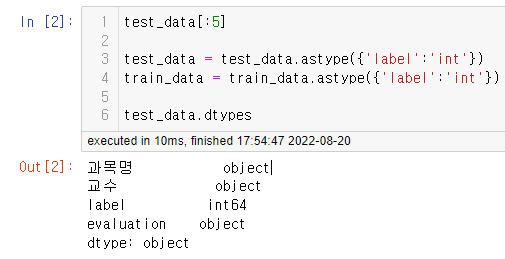 In [2]:
1 test_data[:5]
2
3 test_data = test_data.astype({'label':'int'})
4 train_data = train_data.astype({'label':'int'})
5
6 test_data.dtypes
executed in 10ms, finished 17:54:47 2022-08-20
Out[2]:
과목명 object
교수 object
label int64
evaluation object
dtype: object